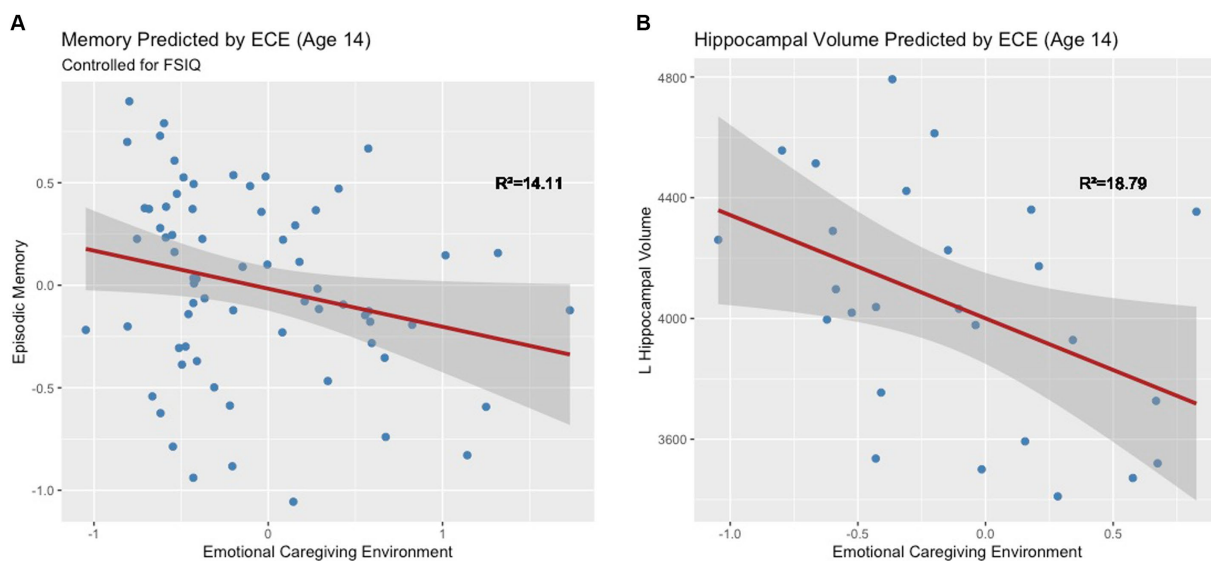 A
Memory Predicted by ECE (Age 14)
Controlled for FSIQ
R²=14.11
0.5
0.0
-0.5
-1.0
Episodic Memory
-1
0
1
Emotional Caregiving Environment
B
Hippocampal Volume Predicted by ECE (Age 14)
R²=18.79
4800
4400
4000
3600
L Hippocampal Volume
-1.0
-0.5
0.0
0.5
Emotional Caregiving Environment